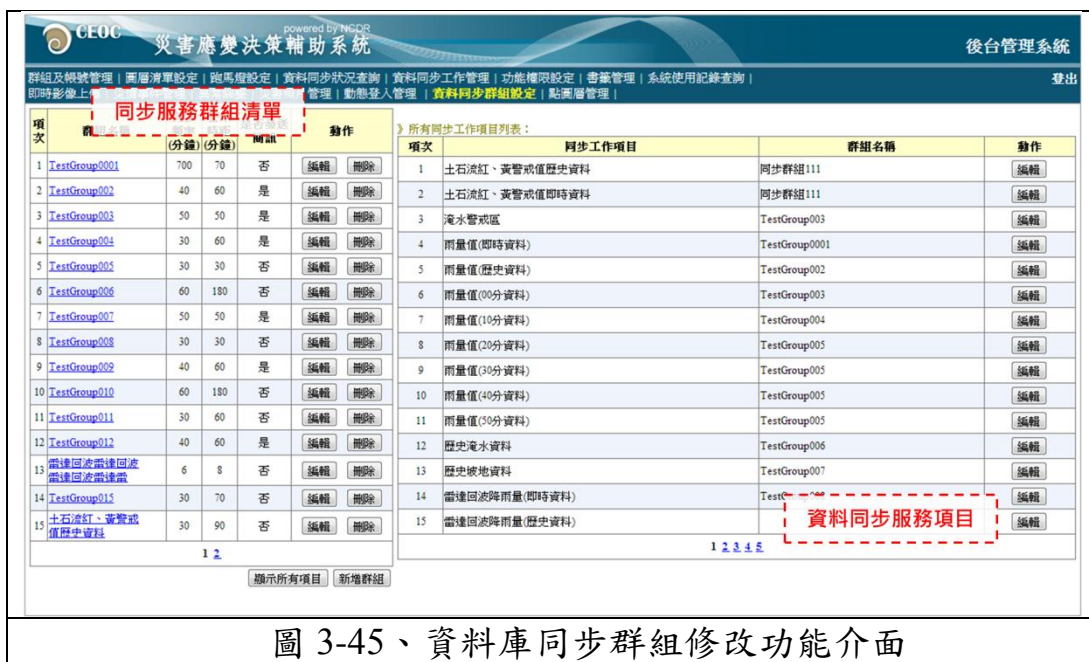 CEOC
powered by NCDR
災害應變決策輔助系統
後台管理系統
群組及帳號管理 | 圖層清單設定 | 跑馬燈設定 | 資料同步狀況查詢 | 資料同步工作管理 | 功能權限設定 | 書籤管理 | 系統使用記錄查詢 |
登出
即時影像上 管理 | 動態登入管理 | 資料同步群組設定 | 點圖層管理 |
同步服務群組清單
項次 (分鐘) (分鐘) 簡訊 動作
1 TestGroup0001 700 70 否 編輯 刪除
2 TestGroup002 40 60 是 編輯 刪除
3 TestGroup003 50 50 是 編輯 刪除
4 TestGroup004 30 60 是 編輯 刪除
5 TestGroup005 30 30 否 編輯 刪除
6 TestGroup006 60 180 否 編輯 刪除
7 TestGroup007 50 50 是 編輯 刪除
8 TestGroup008 30 30 否 編輯 刪除
9 TestGroup009 40 60 是 編輯 刪除
10 TestGroup010 60 180 否 編輯 刪除
11 TestGroup011 30 60 否 編輯 刪除
12 TestGroup012 40 60 是 編輯 刪除
13 雷達回波雷達回波
雷達回波雷達雷 6 8 否 編輯 刪除
14 TestGroup015 30 70 否 編輯 刪除
15 土石流紅、黃警戒
值歷史資料 30 90 否 編輯 刪除
1 2
顯示所有項目 新增群組
》所有同步工作項目列表：
項次 同步工作項目 群組名稱 動作
1 土石流紅、黃警戒值歷史資料 同步群組111 編輯
2 土石流紅、黃警戒值即時資料 同步群組111 編輯
3 淹水警戒區 TestGroup003 編輯
4 雨量值(即時資料) TestGroup0001 編輯
5 雨量值(歷史資料) TestGroup002 編輯
6 雨量值(00分資料) TestGroup003 編輯
7 雨量值(10分資料) TestGroup004 編輯
8 雨量值(20分資料) TestGroup005 編輯
9 雨量值(30分資料) TestGroup005 編輯
10 雨量值(40分資料) TestGroup005 編輯
11 雨量值(50分資料) TestGroup005 編輯
12 歷史淹水資料 TestGroup006 編輯
13 歷史坡地資料 TestGroup007 編輯
14 雷達回波降雨量(即時資料) 編輯
15 雷達回波降雨量(歷史資料) 編輯
資料同步服務項目
1 2 3 4 5
圖 3-45、資料庫同步群組修改功能介面